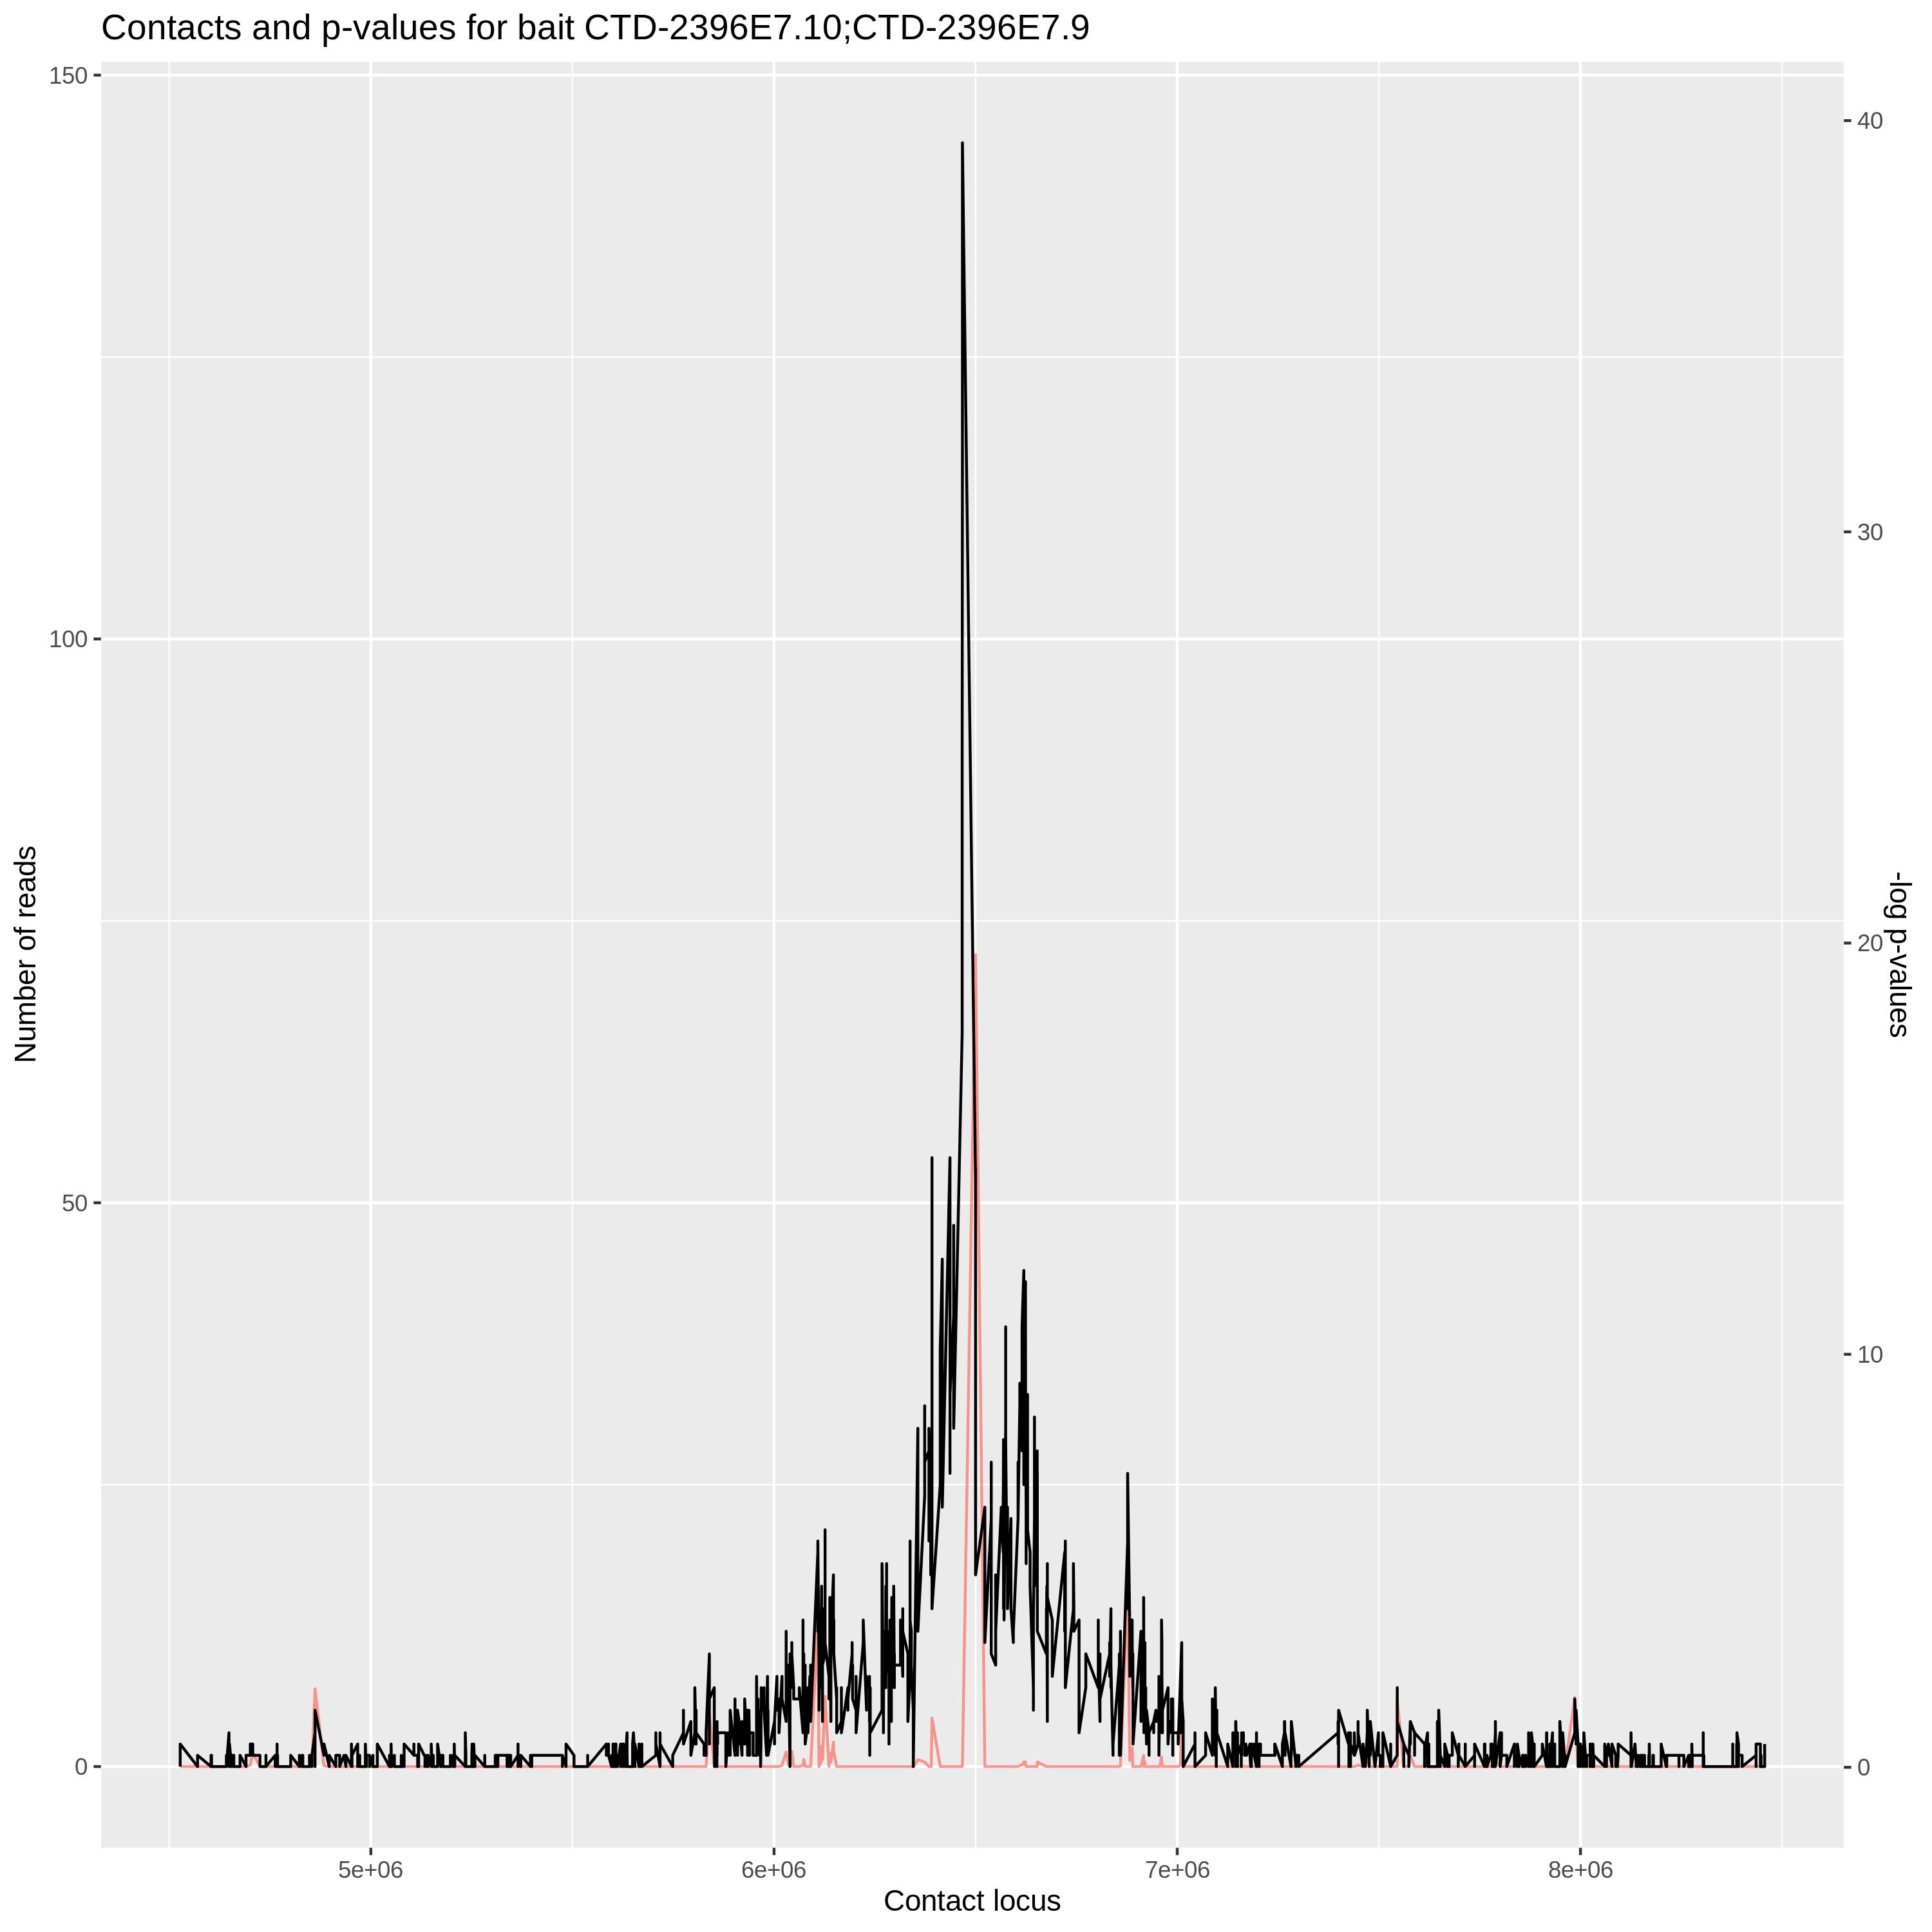 Contacts and p-values for bait CTD-2396E7.10;CTD-2396E7.9
150
100
50
0
Number of reads
40
30
20
10
0
-log p-values
5e+06 6e+06 7e+06 8e+06
Contact locus